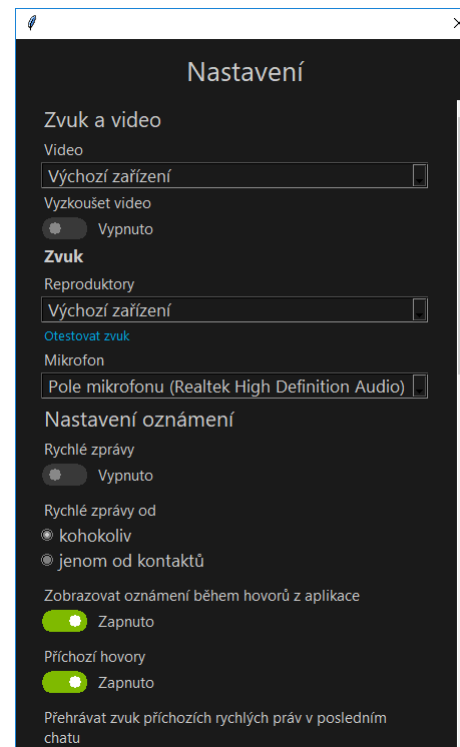 Nastavení
Zvuk a video
Video
Výchozí zařízení
Vyzkoušet video
Vypnuto
Zvuk
Reproduktory
Výchozí zařízení
Otestovat zvuk
Mikrofon
Pole mikrofonu (Realtek High Definition Audio)
Nastavení oznámení
Rychlé zprávy
Vypnuto
Rychlé zprávy od
kohokoliv
jenom od kontaktů
Zobrazovat oznámení během hovorů z aplikace
Zapnuto
Příchozí hovory
Zapnuto
Přehrávat zvuk příchozích rychlých práv v posledním
chatu